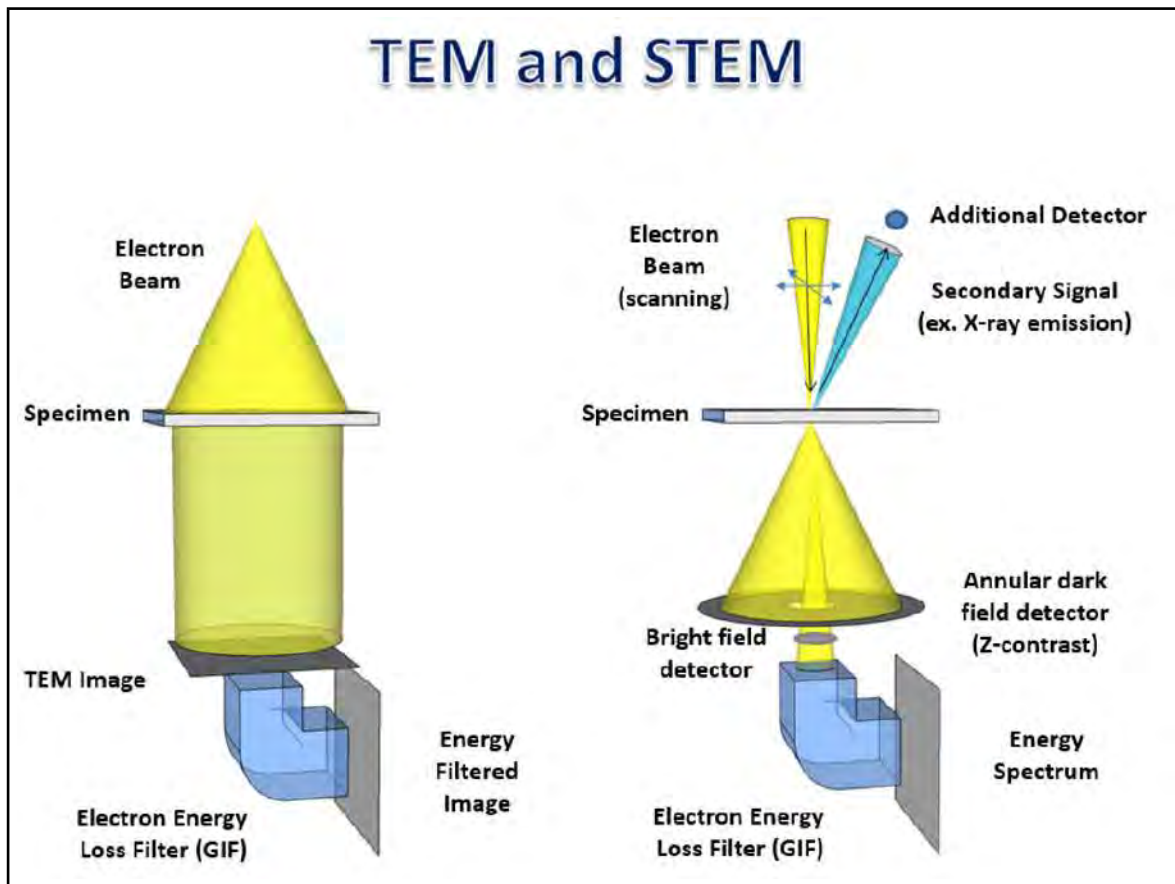 TEM and STEM
Electron
Beam
Specimen
TEM Image
Energy
Filtered
Image
Electron Energy
Loss Filter (GIF)
Electron
Beam
(scanning)
Additional Detector
Secondary Signal
(ex. X-ray emission)
Specimen
Bright field
detector
Annular dark
field detector
(Z-contrast)
Energy
Spectrum
Electron Energy
Loss Filter (GIF)